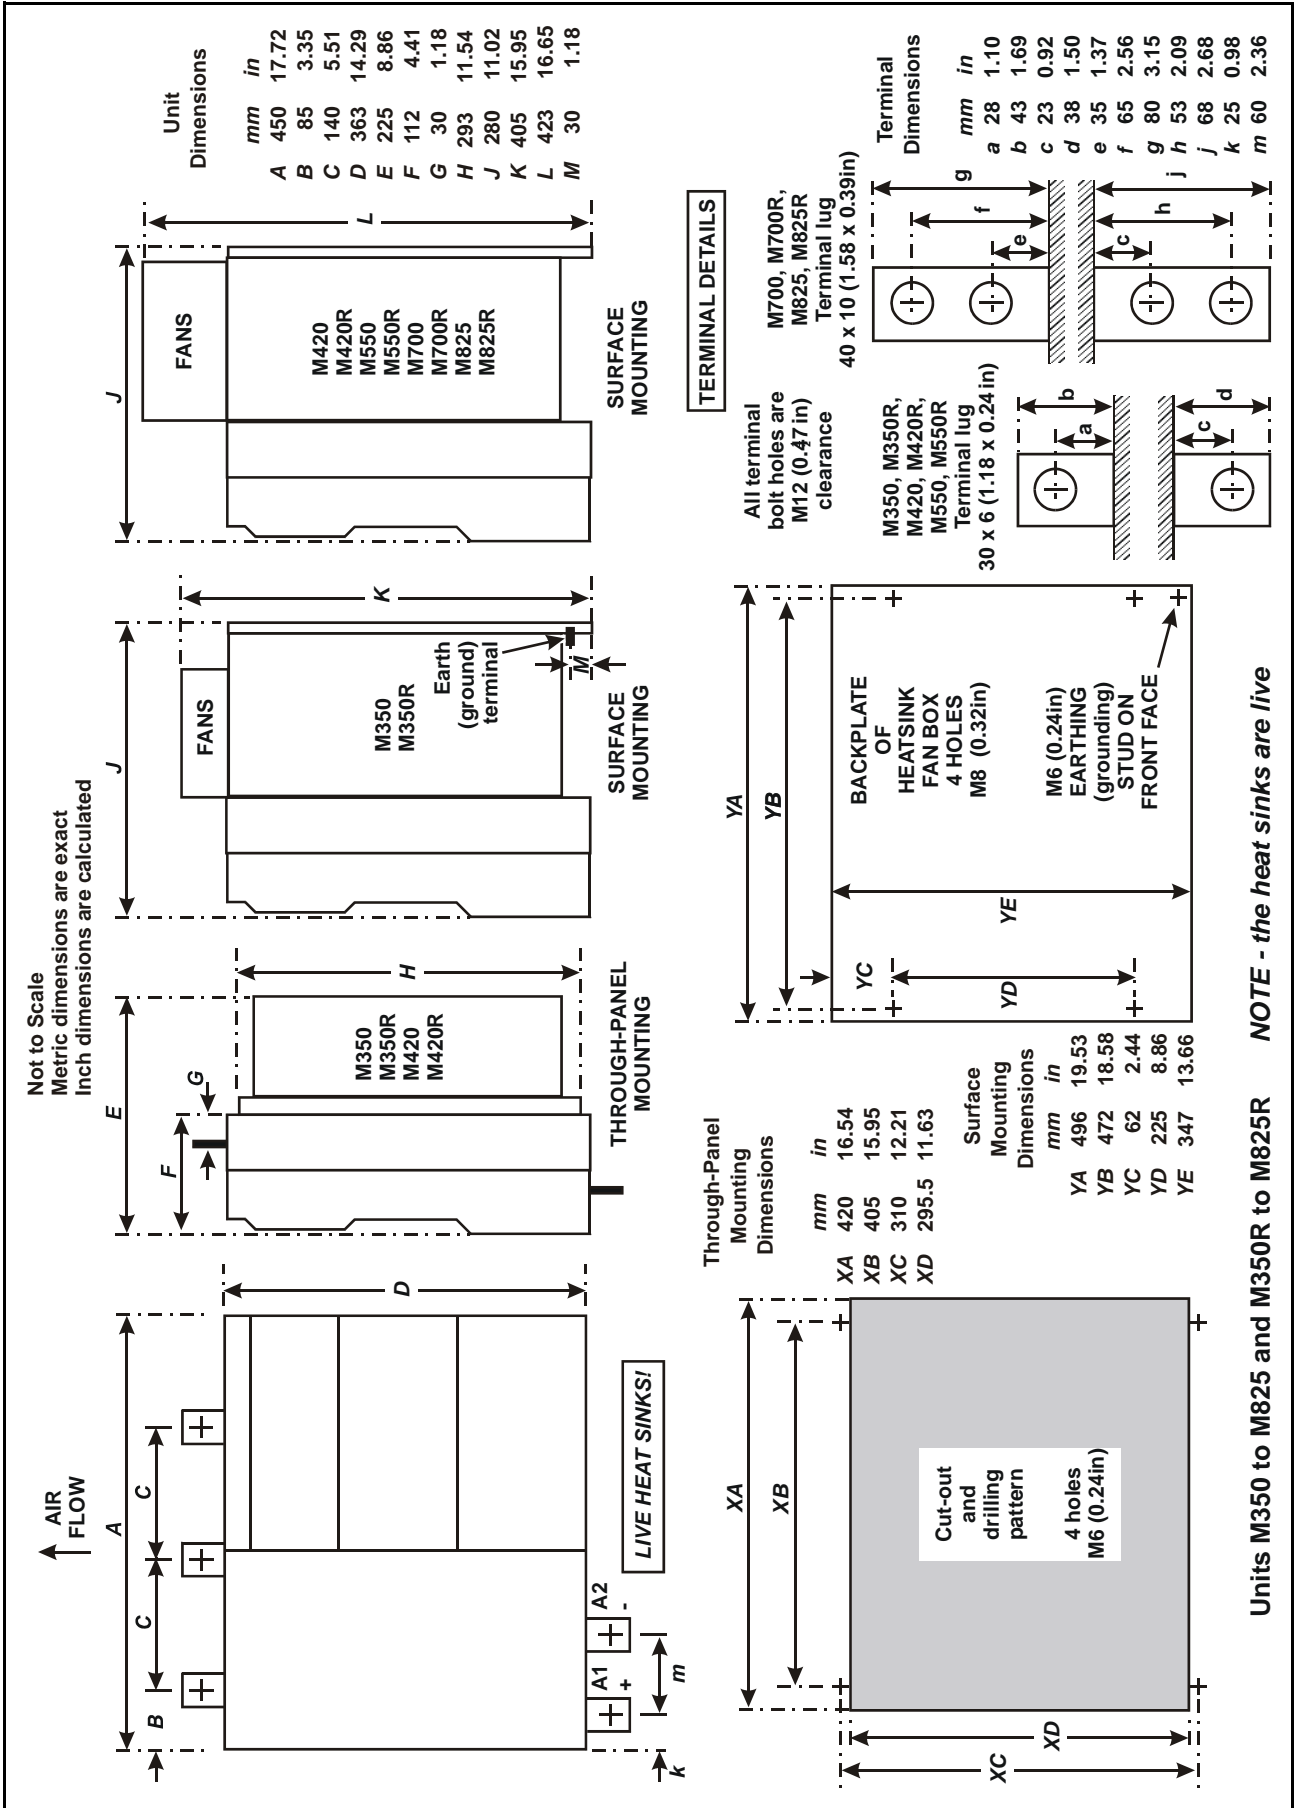 Not to Scale
Metric dimensions are exact
Inch dimensions are calculated
AIR
FLOW
A
B
C
C
D
k
m
A1
+
A2
-
LIVE HEAT SINKS!
E
F
G
H
M350
M350R
M420
M420R
THROUGH-PANEL
MOUNTING
J
K
FANS
M350
M350R
Earth
(ground)
terminal
M
SURFACE
MOUNTING
J
L
FANS
M420
M420R
M550
M550R
M700
M700R
M825
M825R
SURFACE
MOUNTING
Unit
Dimensions
mm in
A 450 17.72
B 85 3.35
C 140 5.51
D 363 14.29
E 225 8.86
F 112 4.41
G 30 1.18
H 293 11.54
J 280 11.02
K 405 15.95
L 423 16.65
M 30 1.18
XA
XB
XC
XD
Cut-out
and
drilling
pattern
4 holes
M6 (0.24in)
Through-Panel
Mounting
Dimensions
mm in
XA 420 16.54
XB 405 15.95
XC 310 12.21
XD 295.5 11.63
Surface
Mounting
Dimensions
mm in
YA 496 19.53
YB 472 18.58
YC 62 2.44
YD 225 8.86
YE 347 13.66
YA
YB
YC
YD
YE
BACKPLATE
OF
HEATSINK
FAN BOX
4 HOLES
M8 (0.32in)
M6 (0.24in)
EARTHING
(grounding)
STUD ON
FRONT FACE
TERMINAL DETAILS
All terminal
bolt holes are
M12 (0.47 in)
clearance
M350, M350R,
M420, M420R,
M550, M550R
Terminal lug
30 x 6 (1.18 x 0.24 in)
a
b
c
d
M700, M700R,
M825, M825R
Terminal lug
40 x 10 (1.58 x 0.39in)
e
f
g
c
h
j
Terminal
Dimensions
mm in
a 28 1.10
b 43 1.69
c 23 0.92
d 38 1.50
e 35 1.37
f 65 2.56
g 80 3.15
h 53 2.09
j 68 2.68
k 25 0.98
m 60 2.36
Units M350 to M825 and M350R to M825R NOTE - the heat sinks are live